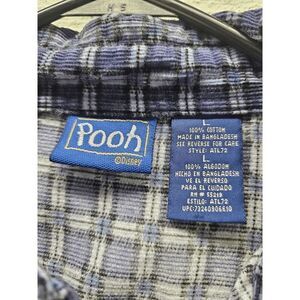 Pooh
©Disney
L
100% COTTON
MADE IN BANGLADESH
SEE REVERSE FOR CARE
STYLE: ATL72
L
100% ALGODON
HECHO EN BANGLADESH
VE EL REVERSO
PARA EL CUIDADO
RN # 55219
ESTILO: ATL72